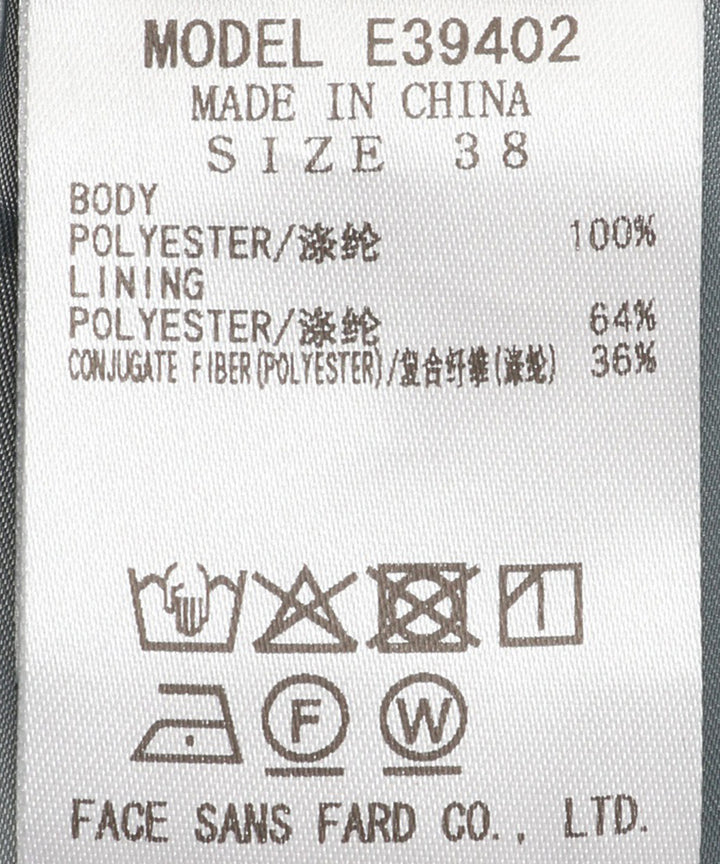 MODEL E39402
MADE IN CHINA
SIZE 38
BODY
POLYESTER/涤纶 100%
LINING
POLYESTER/涤纶 64%
CONJUGATE FIBER(POLYESTER)/复合纤维(涤纶) 36%
F W
FACE SANS FARD CO., LTD.